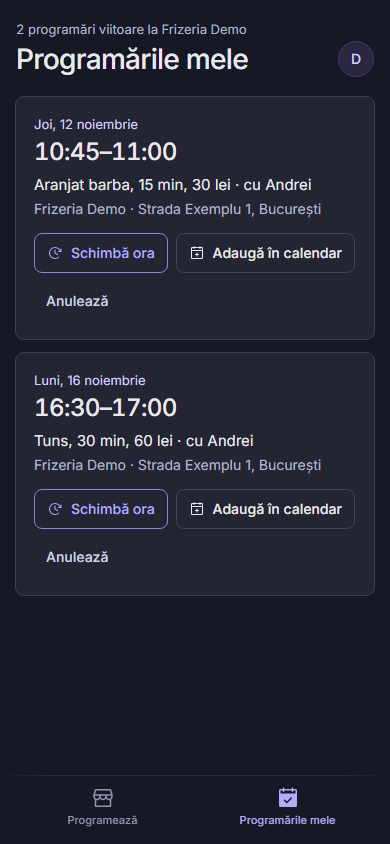 2 programări viitoare la Frizeria Demo
Programările mele
D
Joi, 12 noiembrie
10:45–11:00
Aranjat barba, 15 min, 30 lei · cu Andrei
Frizeria Demo · Strada Exemplu 1, București
Schimbă ora
Adaugă în calendar
Anulează
Luni, 16 noiembrie
16:30–17:00
Tuns, 30 min, 60 lei · cu Andrei
Frizeria Demo · Strada Exemplu 1, București
Schimbă ora
Adaugă în calendar
Anulează
Programează
Programările mele